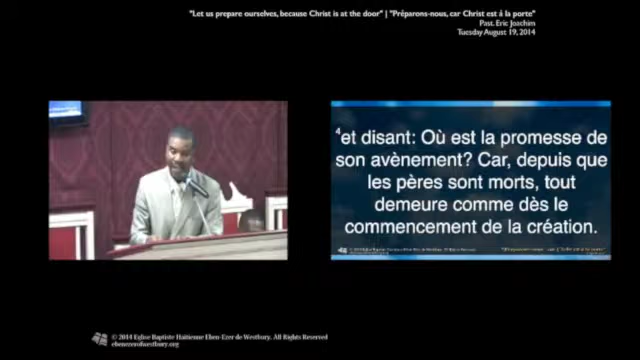 "Let us prepare ourselves, because Christ is at the door" | "Préparons-nous, car Christ est à la porte"
Past. Eric Joachim
Tuesday August 19, 2014
4et disant: Où est la promesse de
son avènement? Car, depuis que
les pères sont morts, tout
demeure comme dès le
commencement de la création.
© 2014 Eglise Baptiste Haitienne Eben-Ezer de Westbury. All Rights Reserved
ebenezerofwestbury.org